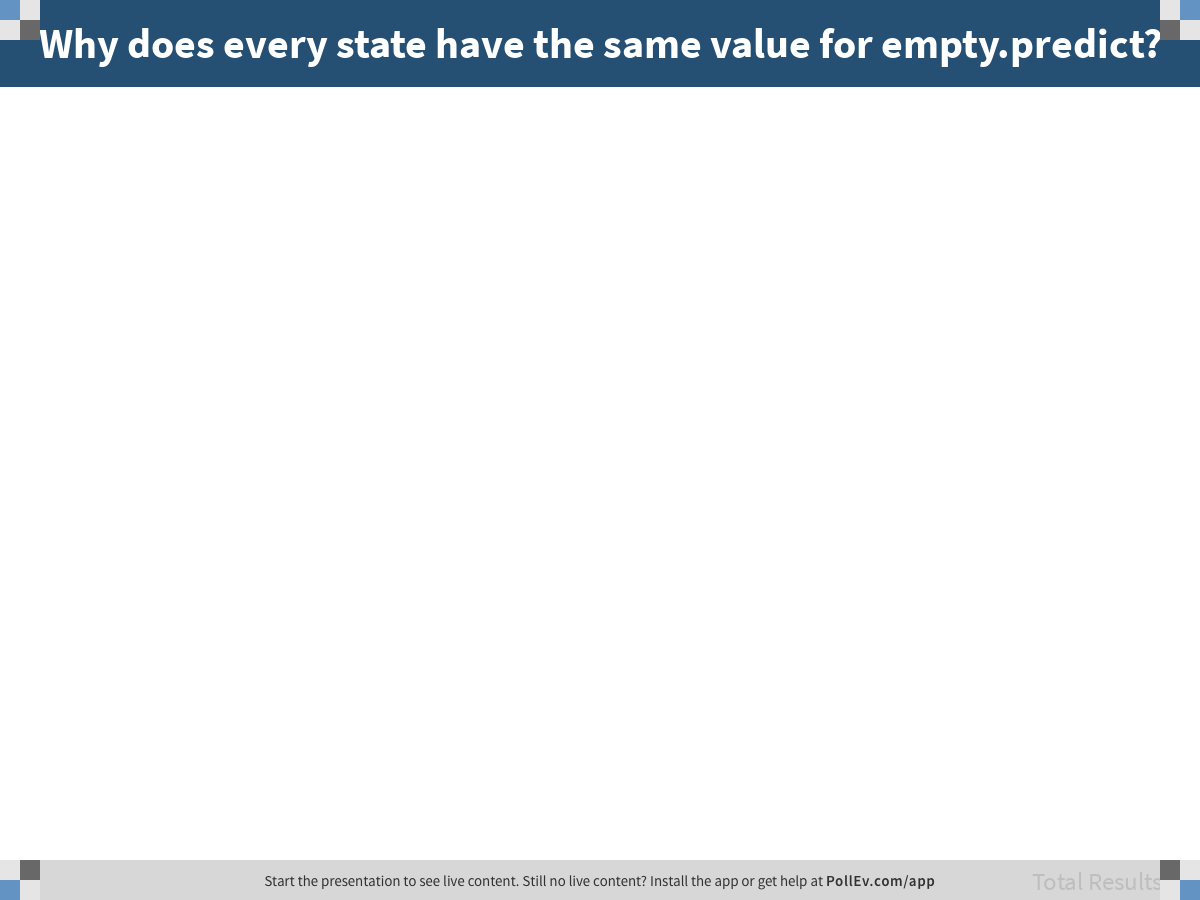 Why does every state have the same value for empty.predict?
Start the presentation to see live content. Still no live content? Install the app or get help at PollEv.com/app
Total Results